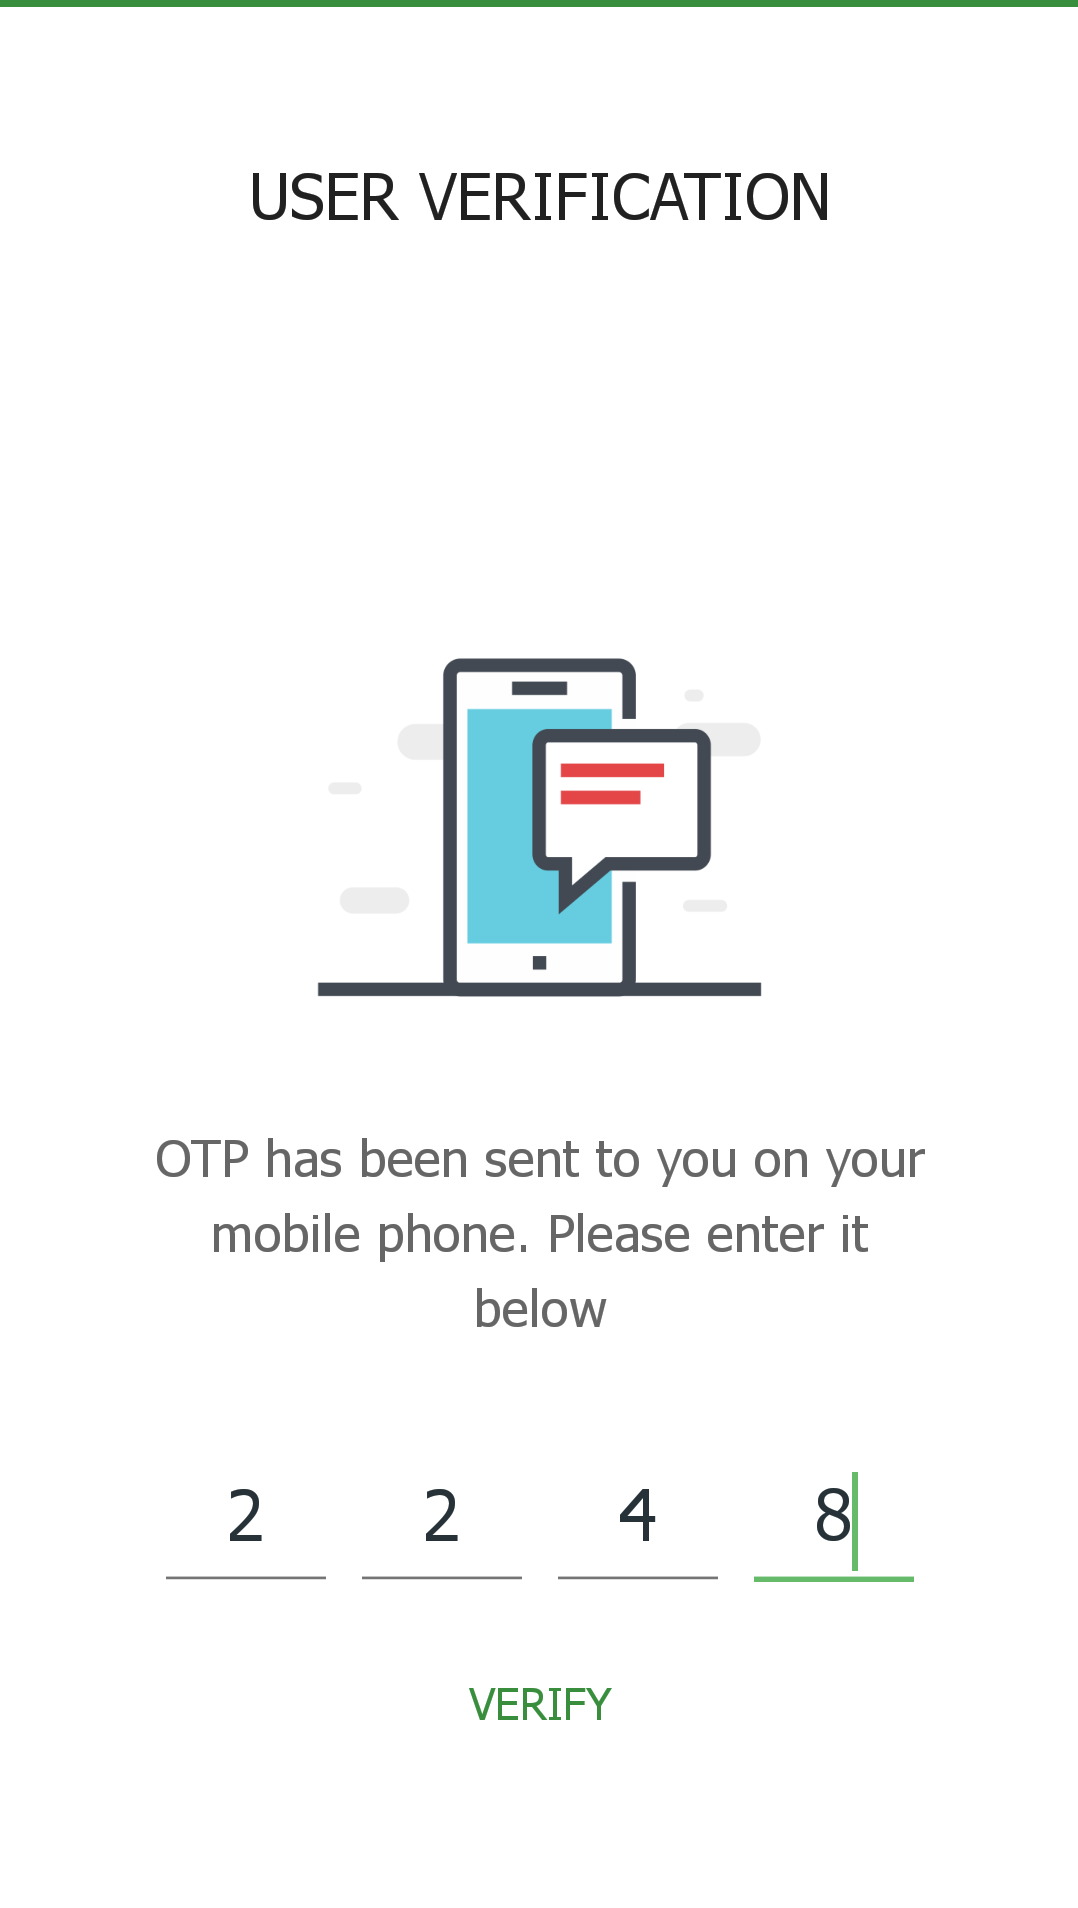 USER VERIFICATION
OTP has been sent to you on your
mobile phone. Please enter it
below
2 2 4 8
VERIFY